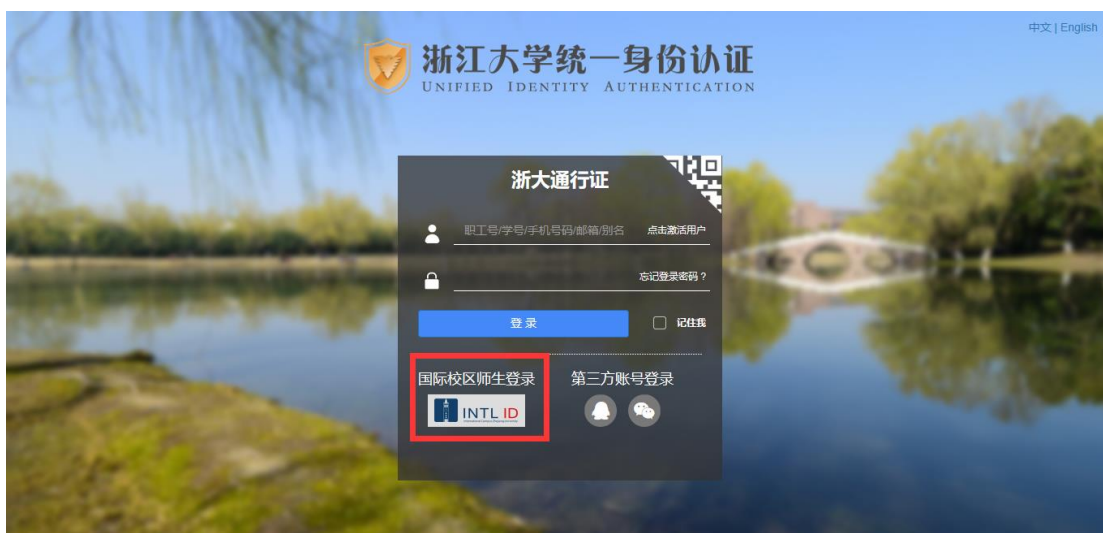 中文 | English
浙江大学统一身份认证
UNIFIED IDENTITY AUTHENTICATION
浙大通行证
职工号/学号/手机号码/邮箱/别名 点击激活用户
忘记登录密码？
登 录 记住我
国际校区师生登录 第三方账号登录
INTL ID